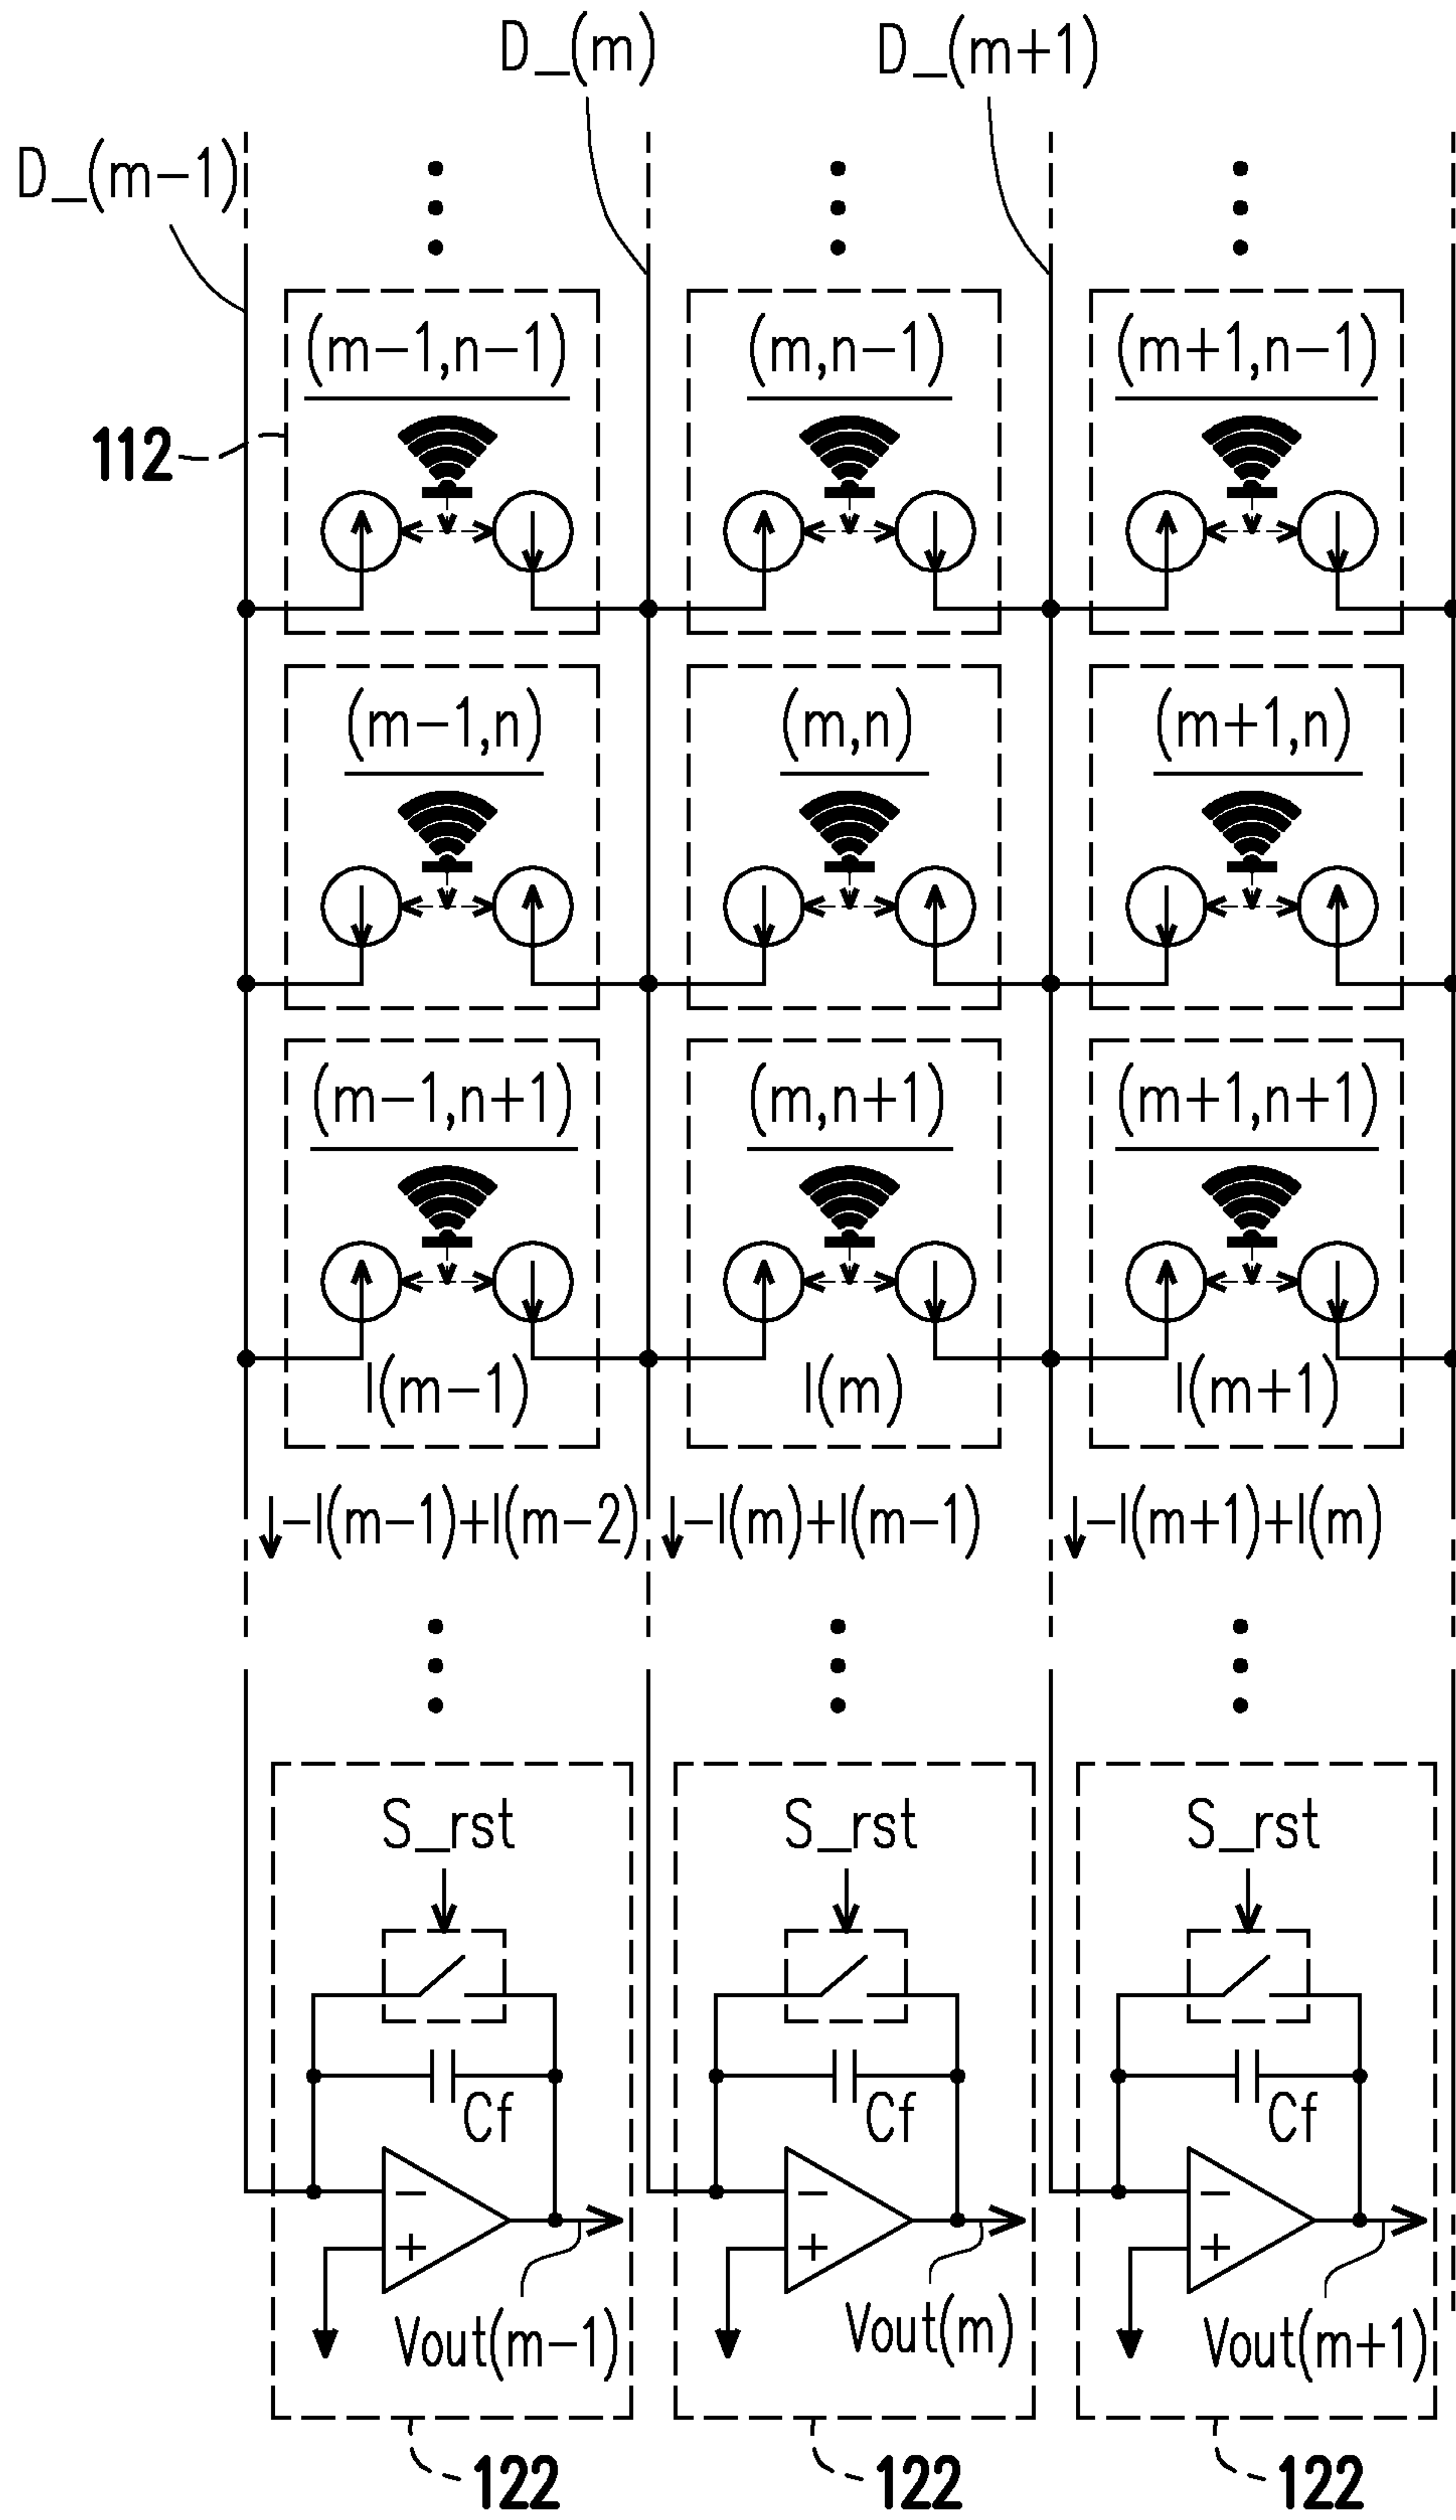 D_(m) D_(m+1)
D_(m-1)
(m-1,n-1) (m,n-1) (m+1,n-1)
112
(m-1,n) (m,n) (m+1,n)
(m-1,n+1) (m,n+1) (m+1,n+1)
I(m-1) I(m) I(m+1)
-I(m-1)+I(m-2) -I(m)+I(m-1) -I(m+1)+I(m)
S_rst S_rst S_rst
Cf Cf Cf
- - -
+ + +
Vout(m-1) Vout(m) Vout(m+1)
122 122 122